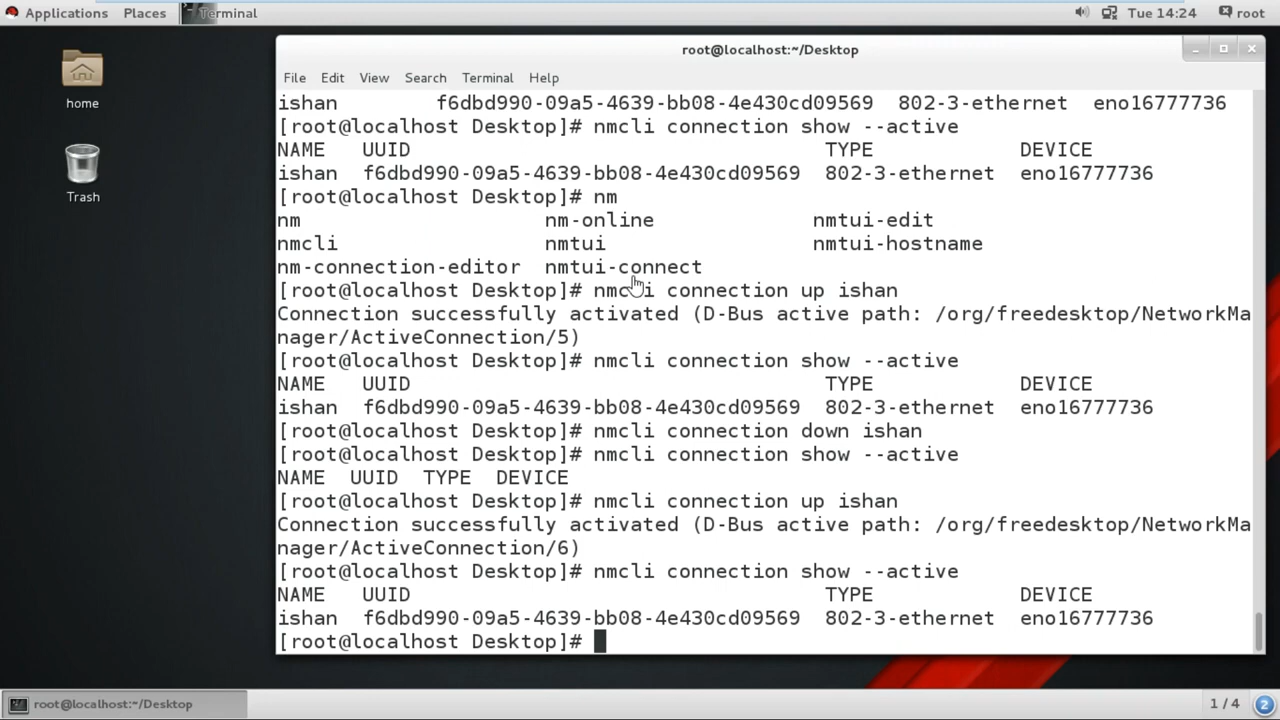 Applications Places Terminal Tue 14:24 root
root@localhost:~/Desktop
File Edit View Search Terminal Help
home
Trash
ishan f6dbd990-09a5-4639-bb08-4e430cd09569 802-3-ethernet eno16777736
[root@localhost Desktop]# nmcli connection show --active
NAME UUID TYPE DEVICE
ishan f6dbd990-09a5-4639-bb08-4e430cd09569 802-3-ethernet eno16777736
[root@localhost Desktop]# nm
nm nm-online nmtui-edit
nmcli nmtui nmtui-hostname
nm-connection-editor nmtui-connect
[root@localhost Desktop]# nmcli connection up ishan
Connection successfully activated (D-Bus active path: /org/freedesktop/NetworkMa
nager/ActiveConnection/5)
[root@localhost Desktop]# nmcli connection show --active
NAME UUID TYPE DEVICE
ishan f6dbd990-09a5-4639-bb08-4e430cd09569 802-3-ethernet eno16777736
[root@localhost Desktop]# nmcli connection down ishan
[root@localhost Desktop]# nmcli connection show --active
NAME UUID TYPE DEVICE
[root@localhost Desktop]# nmcli connection up ishan
Connection successfully activated (D-Bus active path: /org/freedesktop/NetworkMa
nager/ActiveConnection/6)
[root@localhost Desktop]# nmcli connection show --active
NAME UUID TYPE DEVICE
ishan f6dbd990-09a5-4639-bb08-4e430cd09569 802-3-ethernet eno16777736
[root@localhost Desktop]#
root@localhost:~/Desktop 1 / 4 2